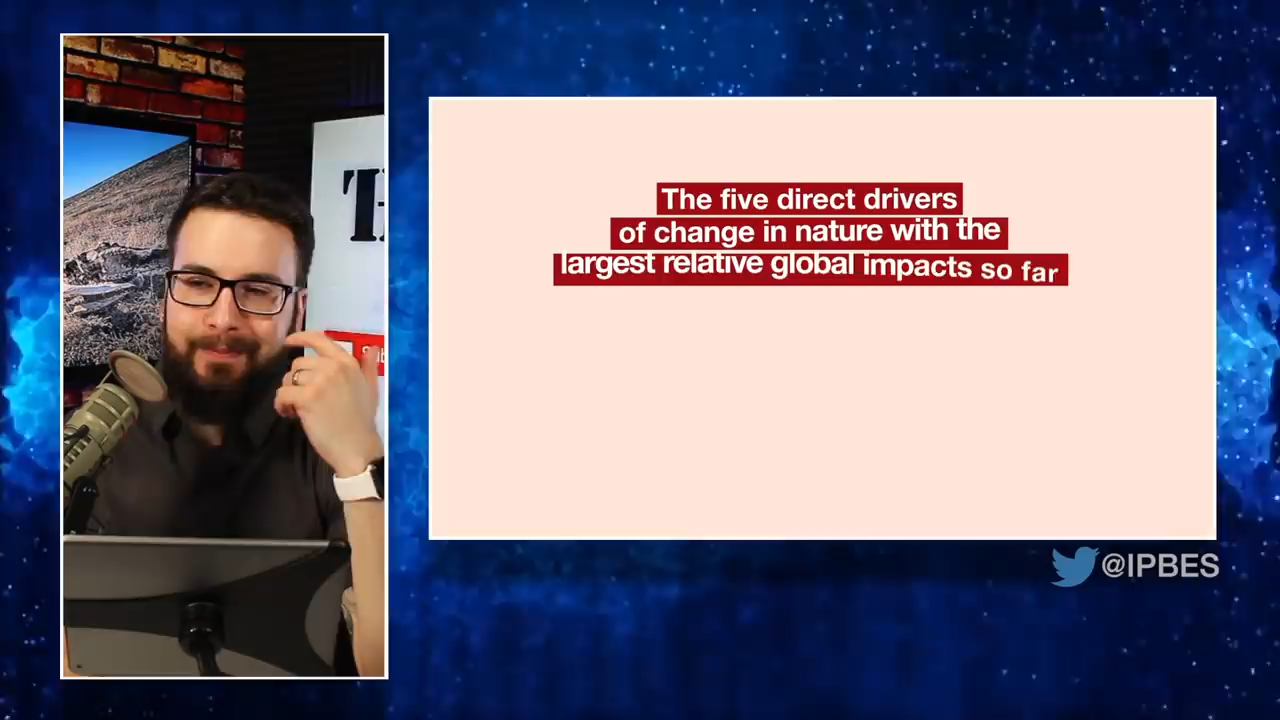 The five direct drivers
of change in nature with the
largest relative global impacts so far
@IPBES